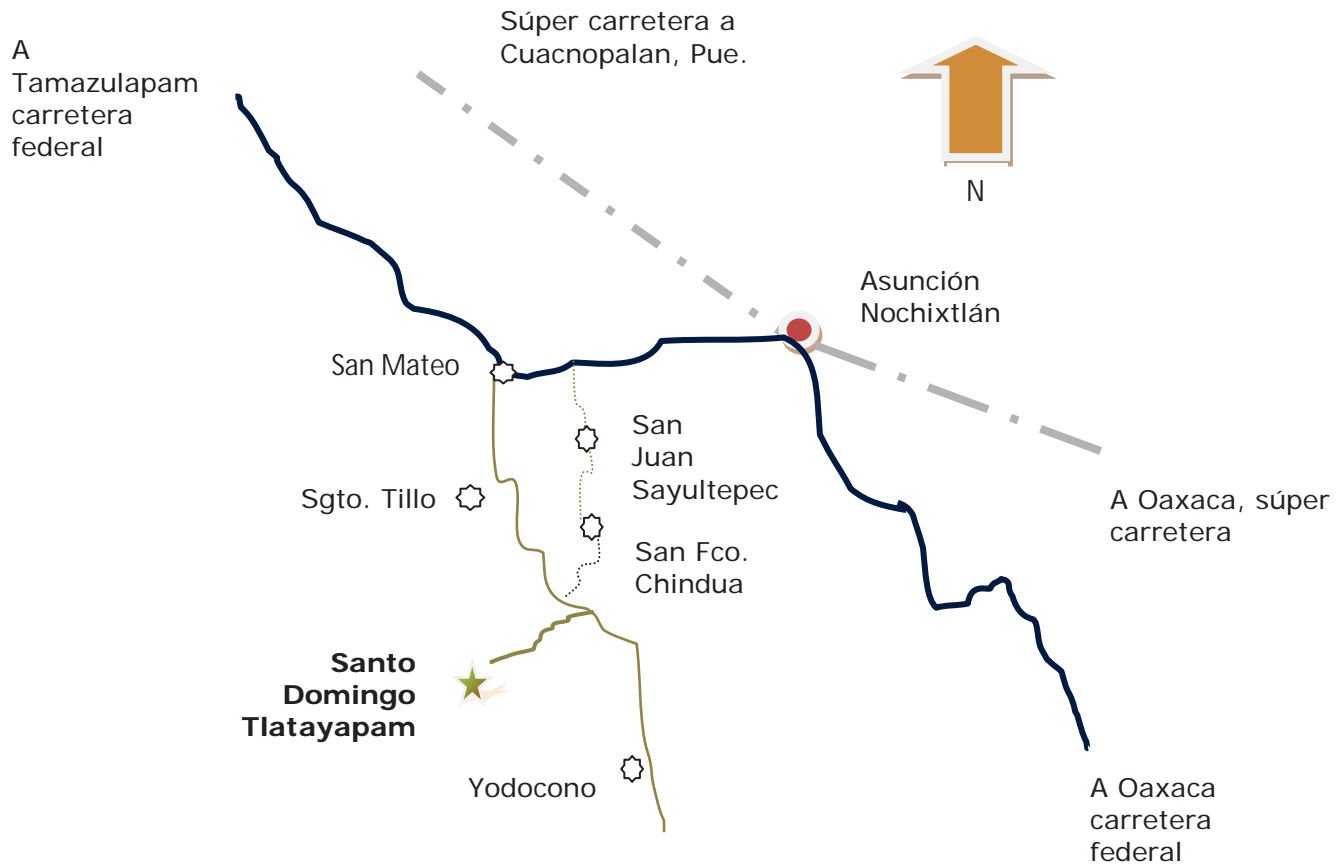 Súper carretera a
Cuacnopalan, Pue.
A
Tamazulapam
carretera
federal
N
Asunción
Nochixtlán
San Mateo
San
Juan
Sayultepec
Sgto. Tillo
A Oaxaca, súper
carretera
San Fco.
Chindua
Santo
Domingo
Tlatayapam
Yodocono
A Oaxaca
carretera
federal